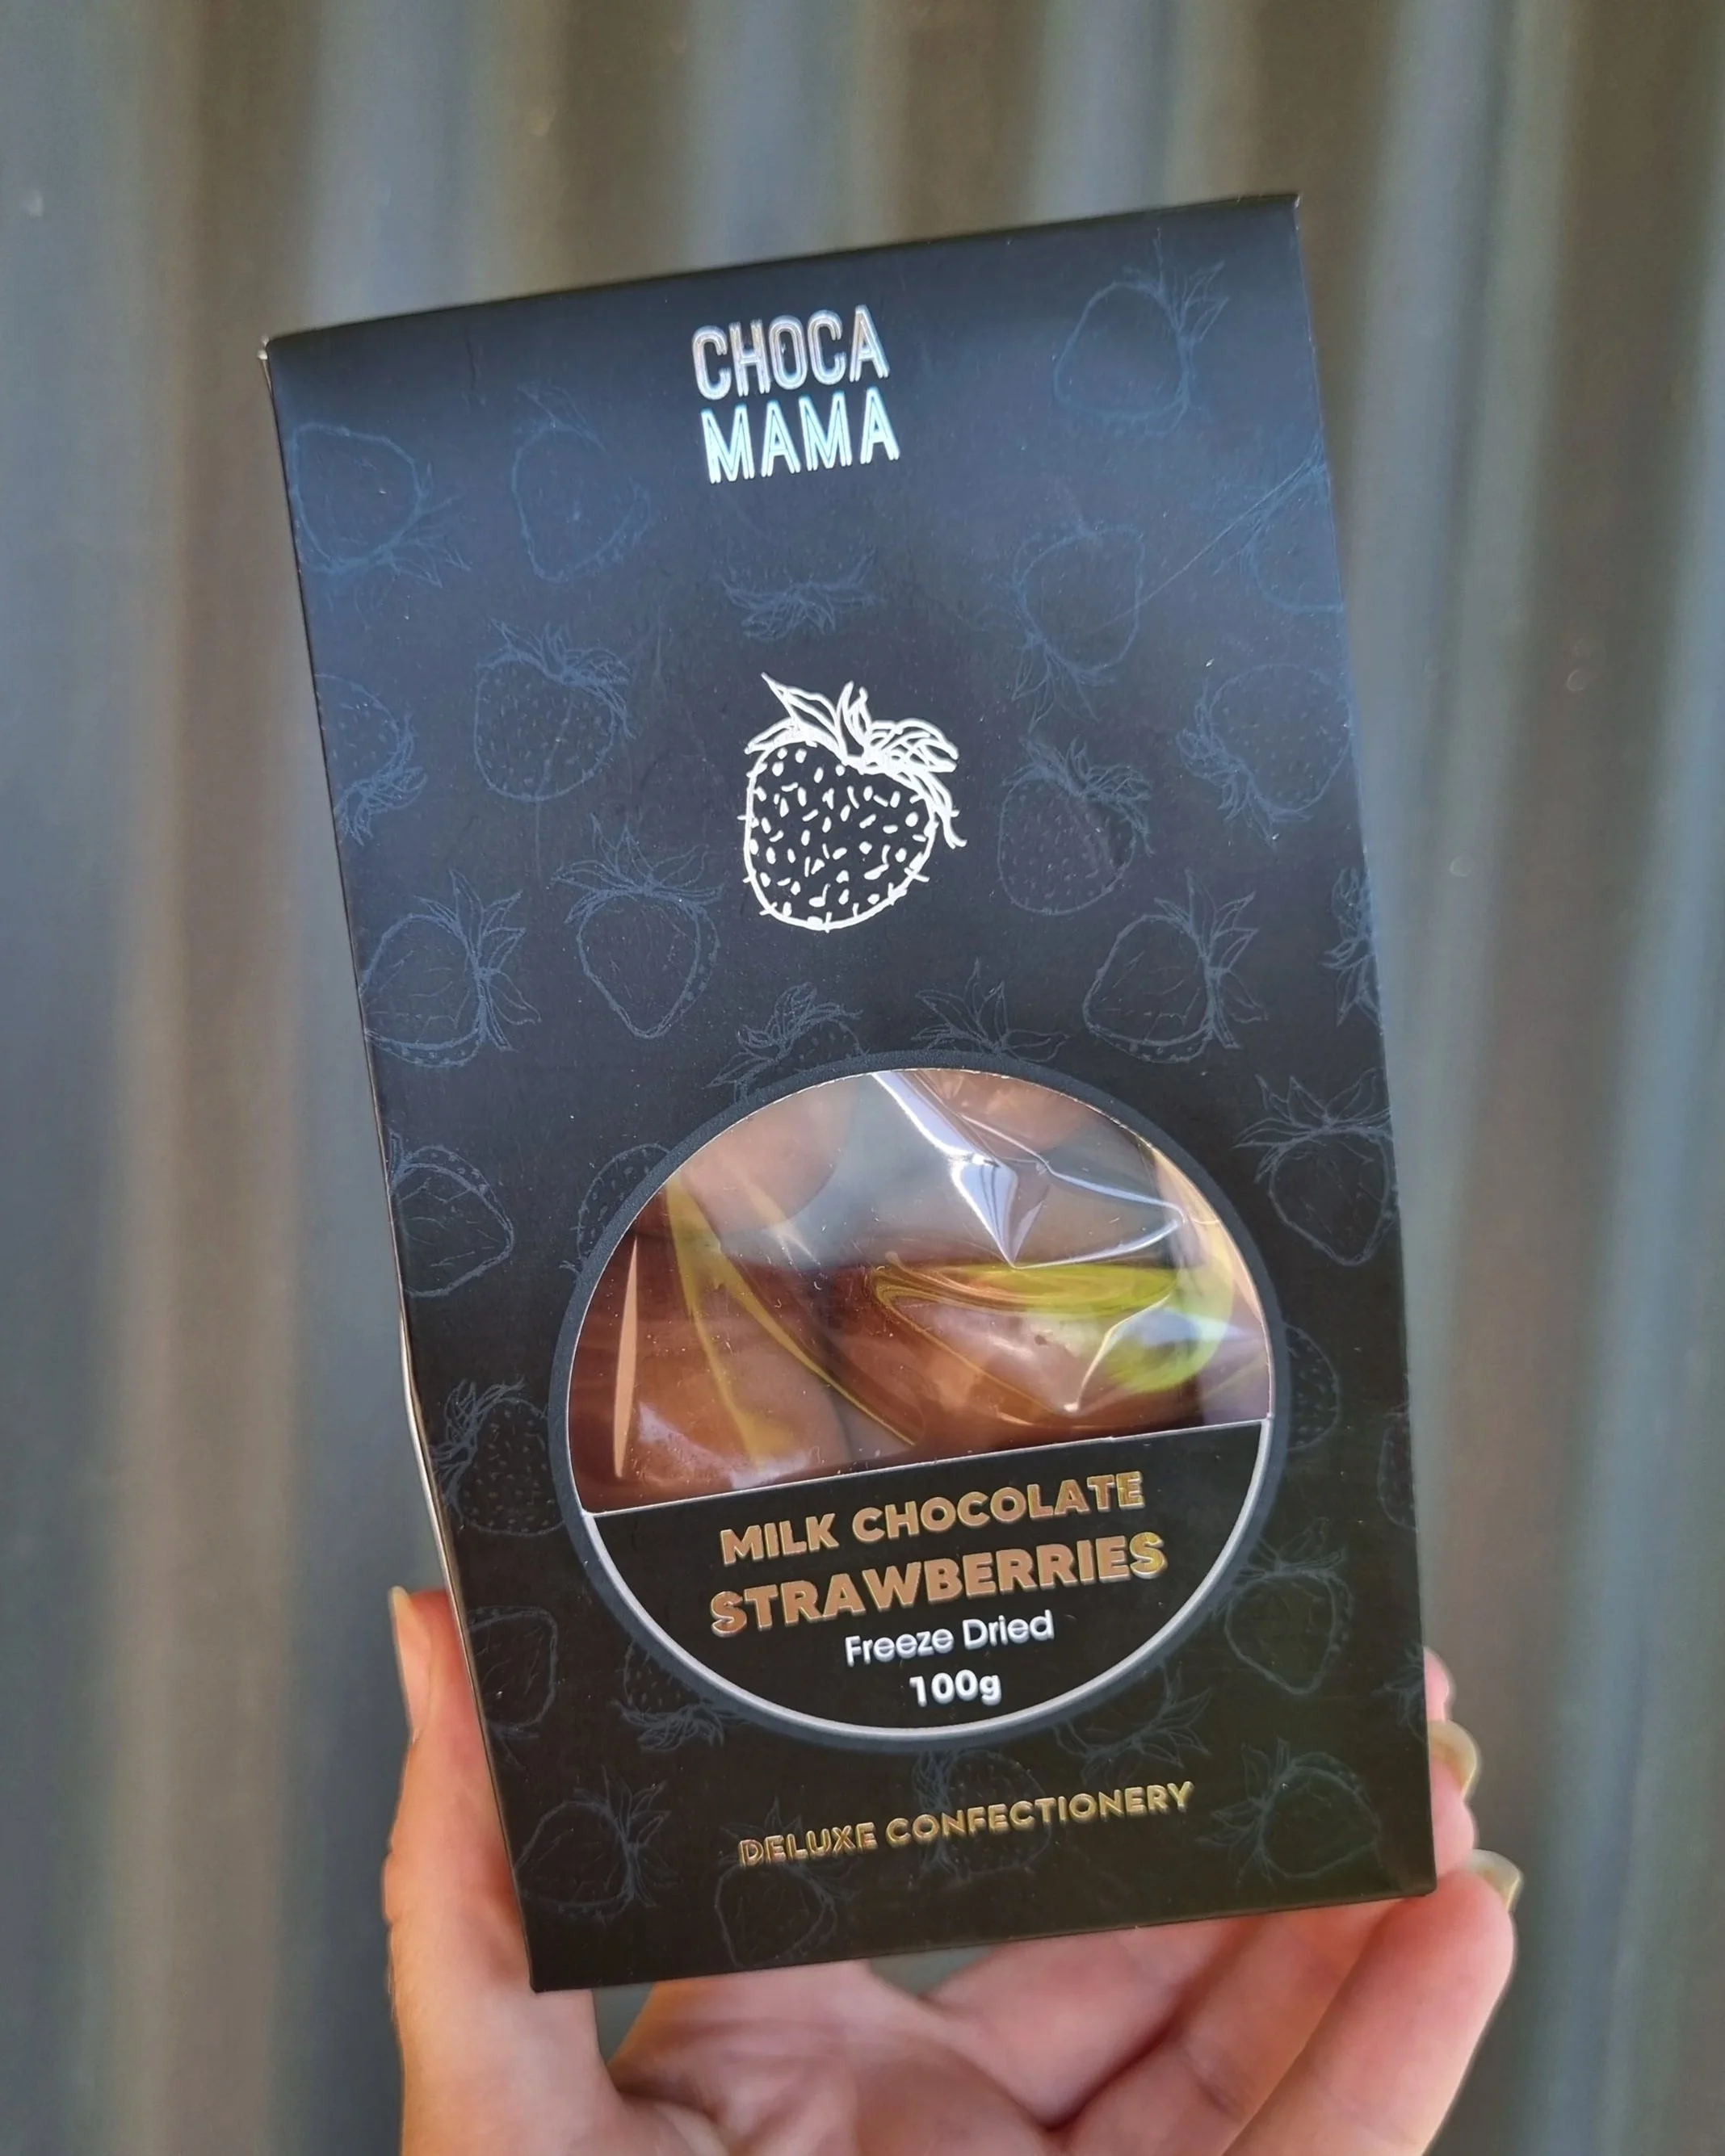 CHOCA
MAMA
MILK CHOCOLATE
STRAWBERRIES
Freeze Dried
100g
DELUXE CONFECTIONERY